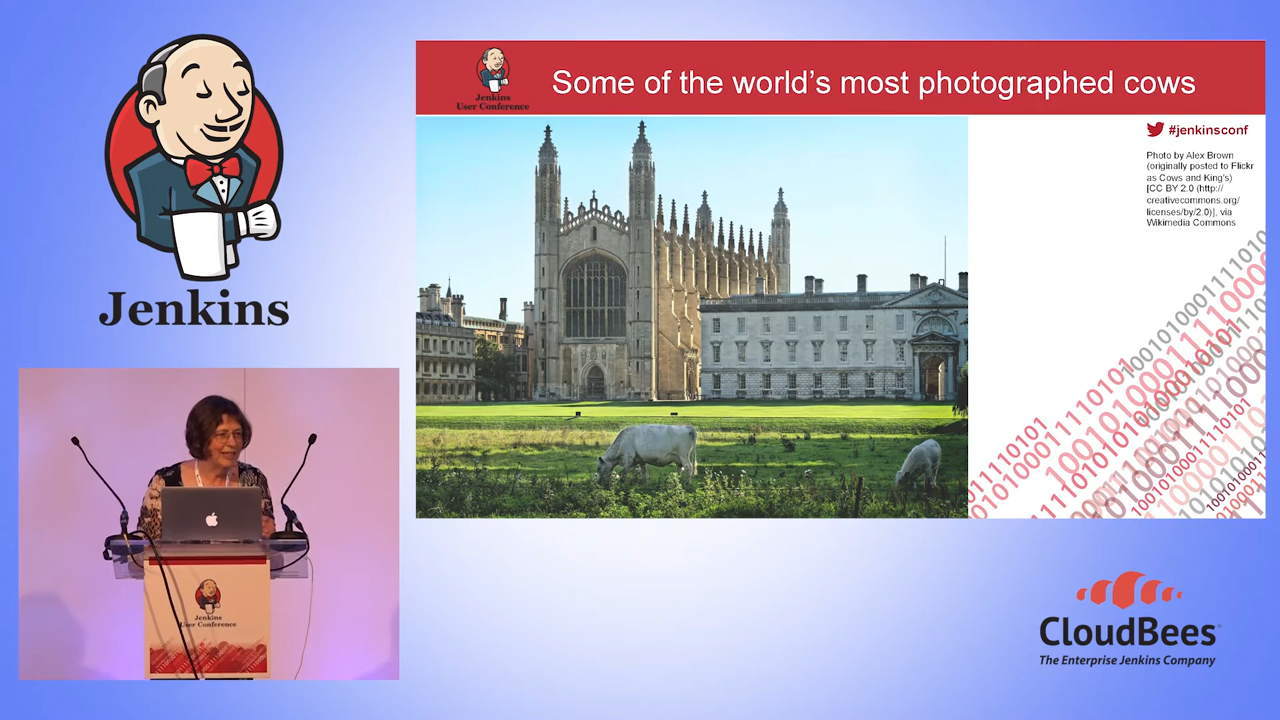 Jenkins
Jenkins
User Conference
Some of the world's most photographed cows
#jenkinsconf
Photo by Alex Brown
(originally posted to Flickr
as Cows and King's)
[CC BY 2.0 (http://
creativecommons.org/
licenses/by/2.0)], via
Wikimedia Commons
Jenkins
User Conference
CloudBees
The Enterprise Jenkins Company